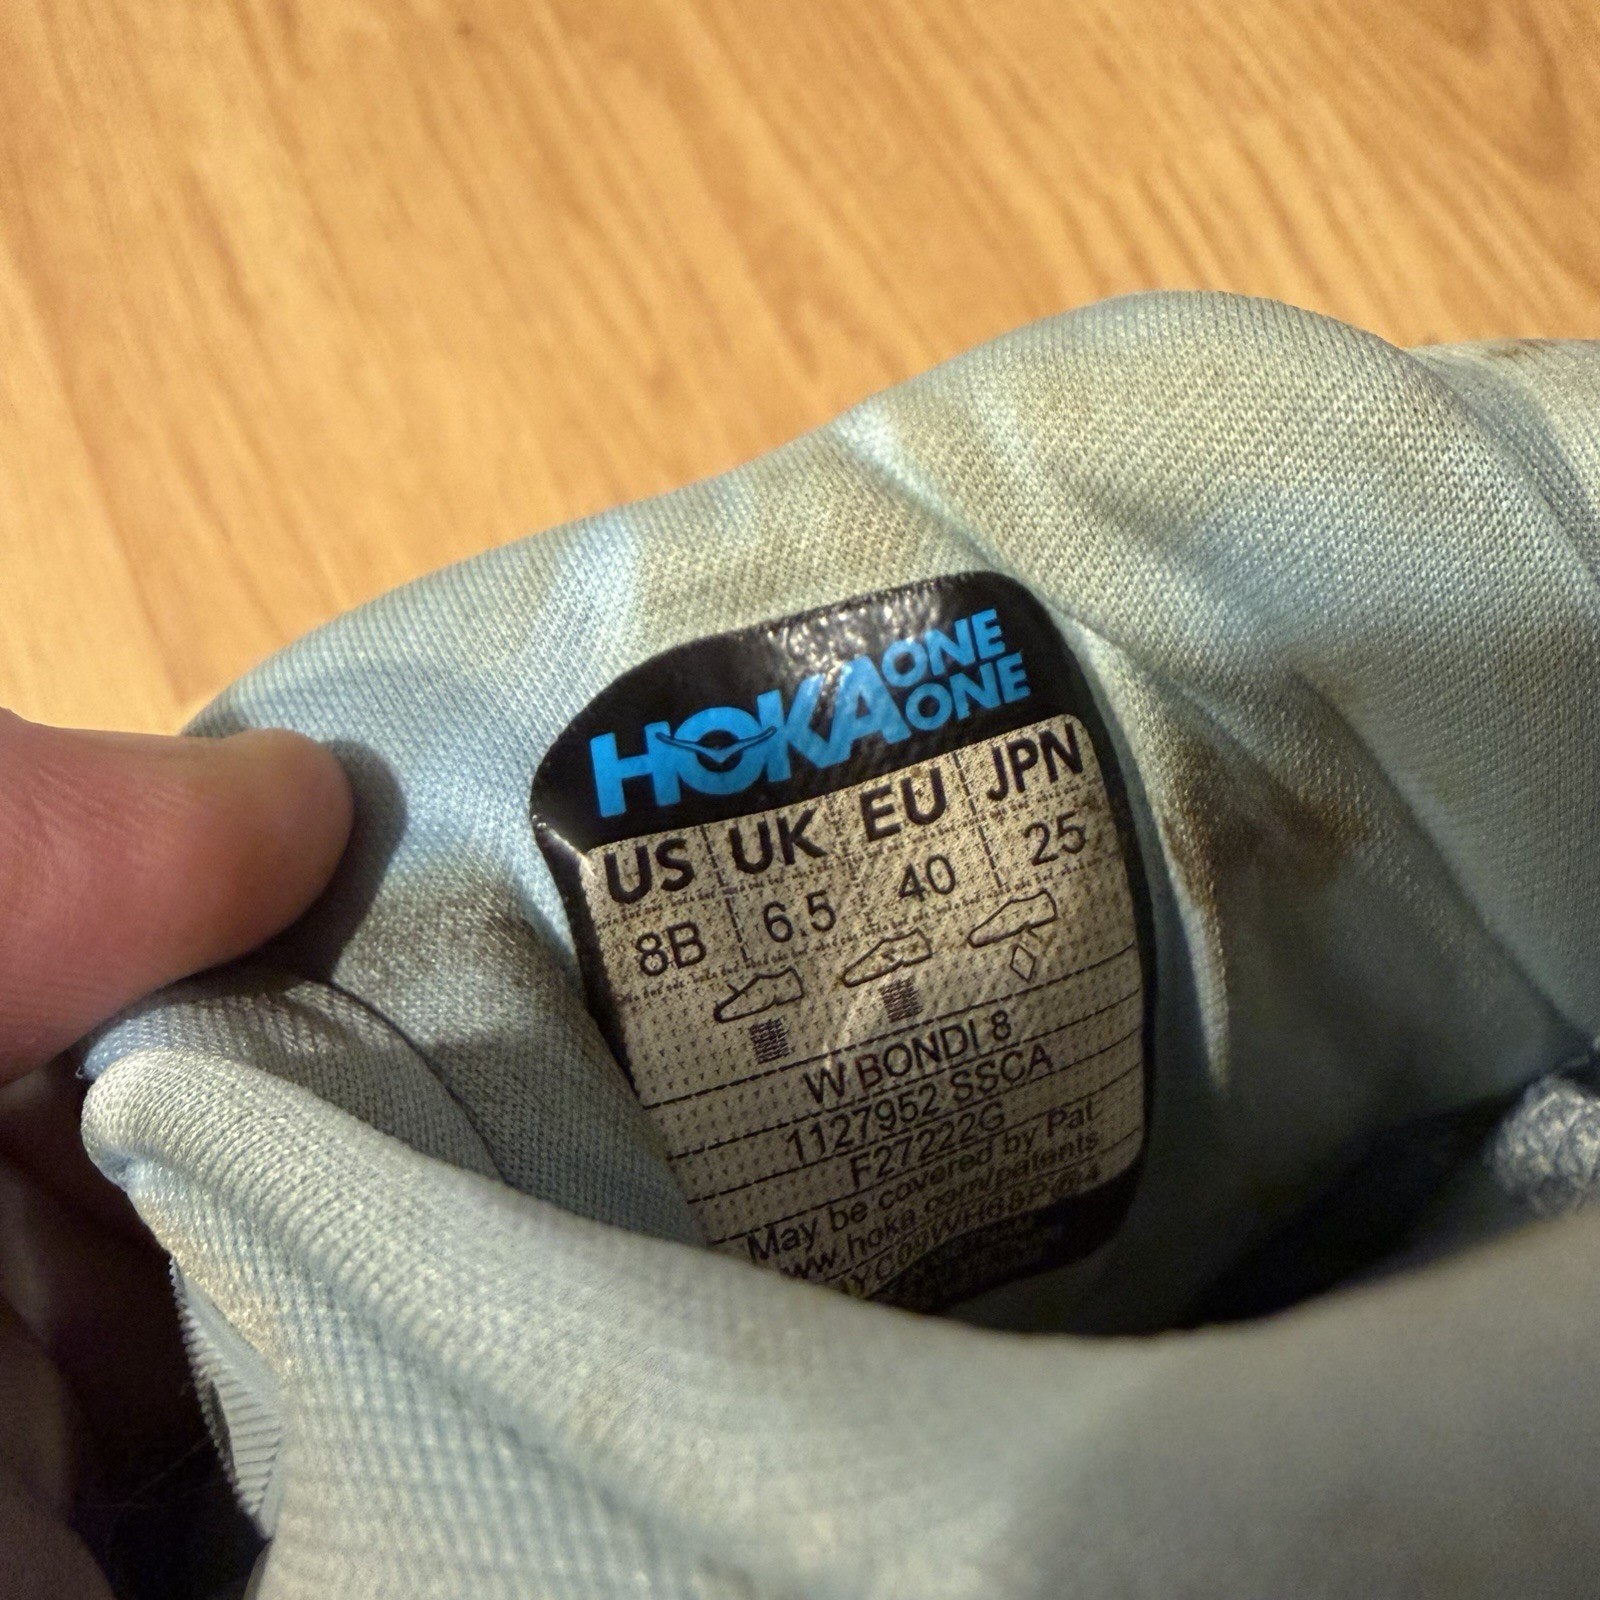 HOKA ONE ONE
US UK EU JPN
8B 6.5 40 25
W BONDI 8
1127952 SSCA
F27222G
May be covered by Pat.
www.hoka.com/patents